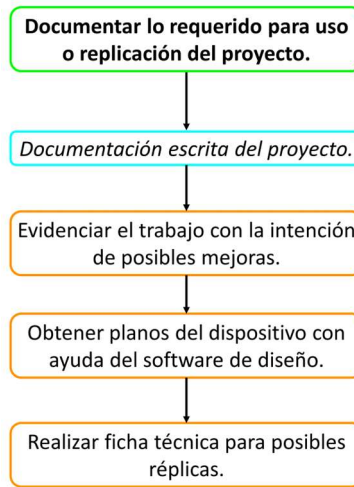 Documentar lo requerido para uso
o replicación del proyecto.
Documentación escrita del proyecto.
Evidenciar el trabajo con la intención
de posibles mejoras.
Obtener planos del dispositivo con
ayuda del software de diseño.
Realizar ficha técnica para posibles
réplicas.